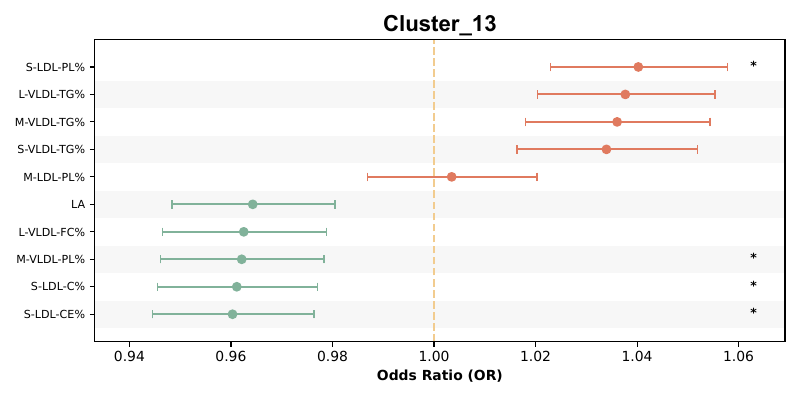 Cluster_13
S-LDL-PL%
*
L-VLDL-TG%
M-VLDL-TG%
S-VLDL-TG%
M-LDL-PL%
LA
L-VLDL-FC%
M-VLDL-PL%
*
S-LDL-C%
*
S-LDL-CE%
*
0.94 0.96 0.98 1.00 1.02 1.04 1.06
Odds Ratio (OR)